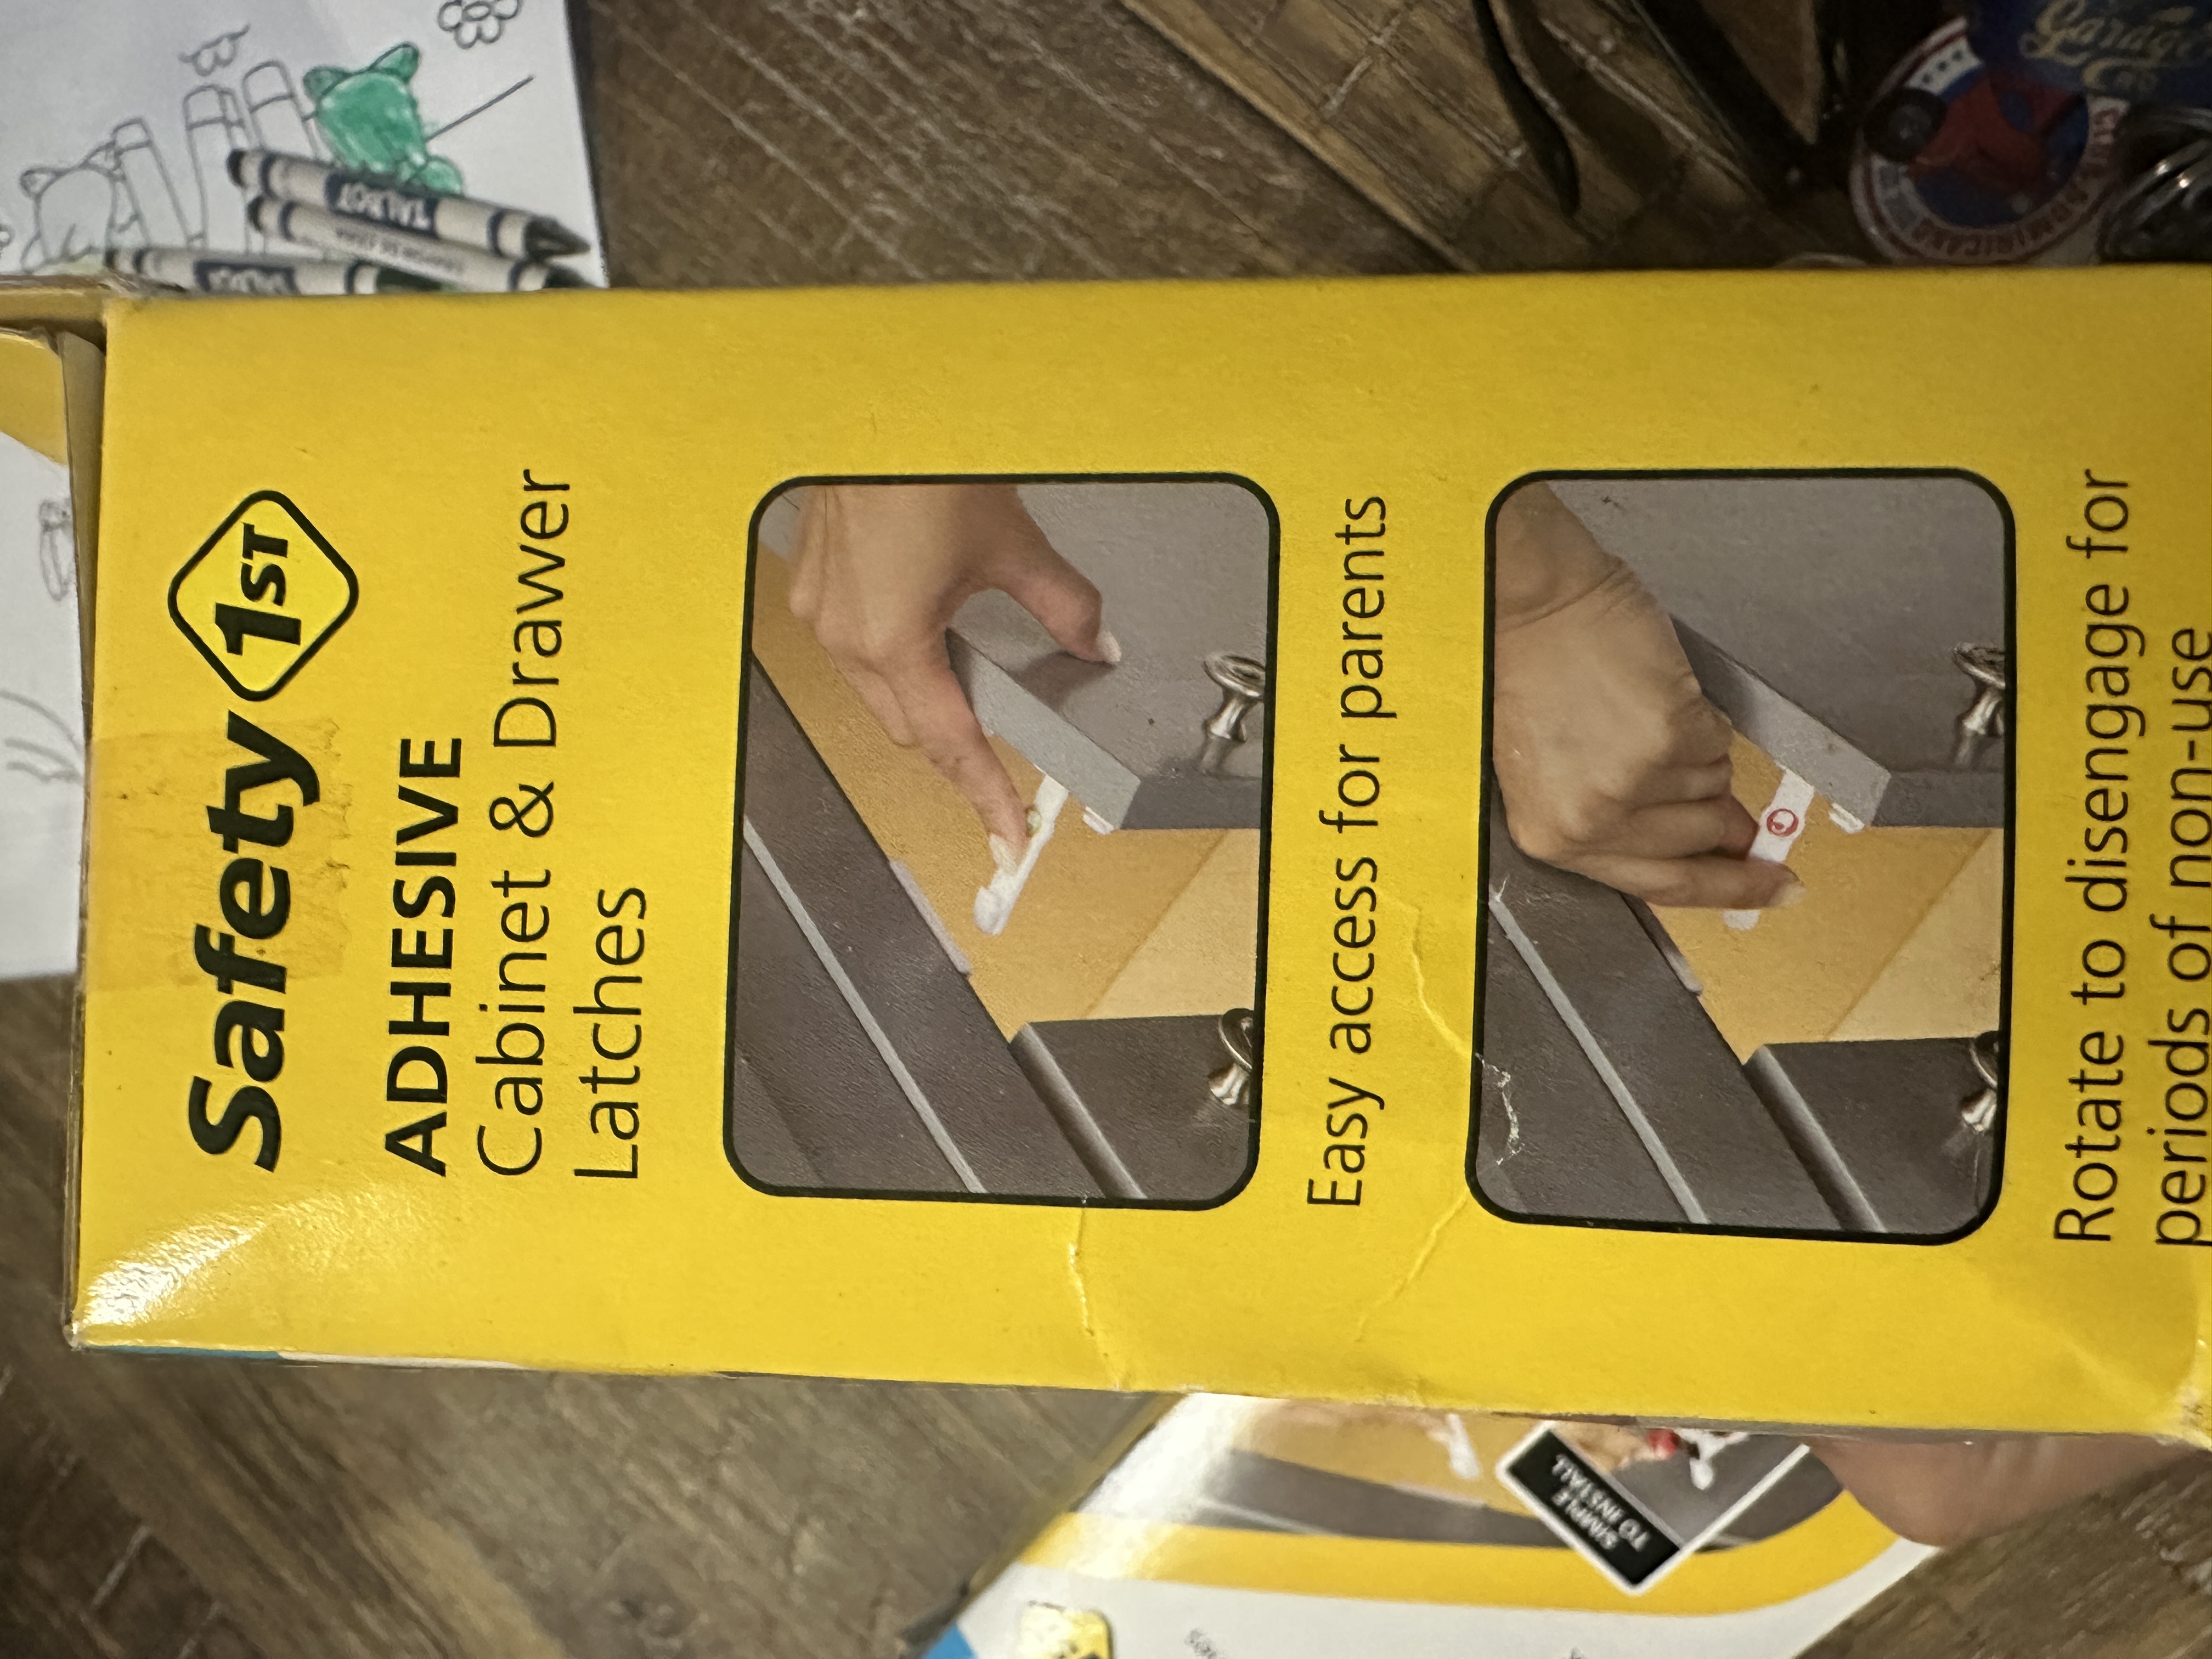 Safety 1ST
ADHESIVE
Cabinet & Drawer
Latches
Easy access for parents
Rotate to disengage for
periods of non-use
SIMPLE
TO INSTALL
TALBOT
Garage